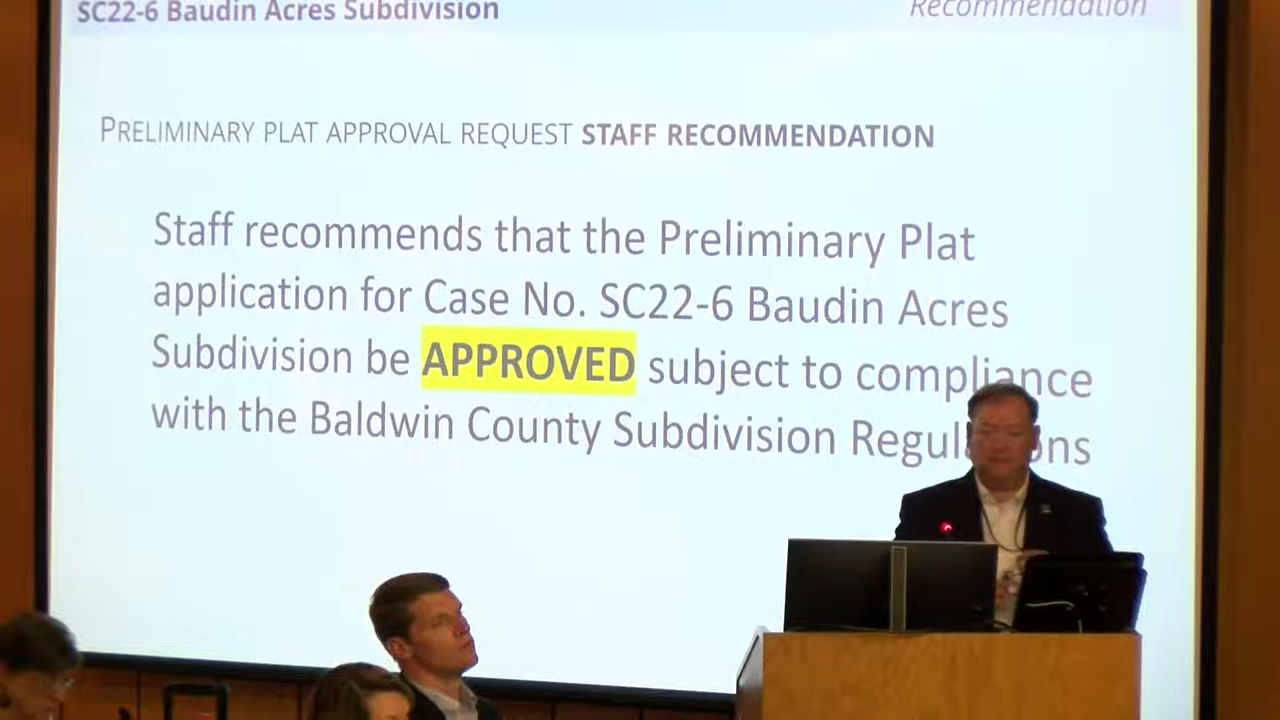 SC22-6 Baudin Acres Subdivision
Recommendation
PRELIMINARY PLAT APPROVAL REQUEST STAFF RECOMMENDATION
Staff recommends that the Preliminary Plat
application for Case No. SC22-6 Baudin Acres
Subdivision be APPROVED subject to compliance
with the Baldwin County Subdivision Regulations